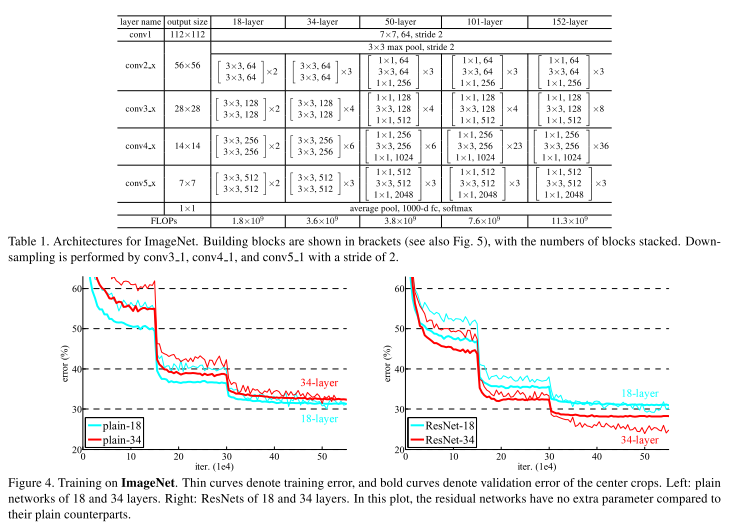 layer name output size 18-layer 34-layer 50-layer 101-layer 152-layer
conv1 112×112 7×7, 64, stride 2
3×3 max pool, stride 2
conv2_x 56×56 [3×3, 64 3×3, 64]×2 [3×3, 64 3×3, 64]×3 [1×1, 64 3×3, 64 1×1, 256]×3 [1×1, 64 3×3, 64 1×1, 256]×3 [1×1, 64 3×3, 64 1×1, 256]×3
conv3_x 28×28 [3×3, 128 3×3, 128]×2 [3×3, 128 3×3, 128]×4 [1×1, 128 3×3, 128 1×1, 512]×4 [1×1, 128 3×3, 128 1×1, 512]×4 [1×1, 128 3×3, 128 1×1, 512]×8
conv4_x 14×14 [3×3, 256 3×3, 256]×2 [3×3, 256 3×3, 256]×6 [1×1, 256 3×3, 256 1×1, 1024]×6 [1×1, 256 3×3, 256 1×1, 1024]×23 [1×1, 256 3×3, 256 1×1, 1024]×36
conv5_x 7×7 [3×3, 512 3×3, 512]×2 [3×3, 512 3×3, 512]×3 [1×1, 512 3×3, 512 1×1, 2048]×3 [1×1, 512 3×3, 512 1×1, 2048]×3 [1×1, 512 3×3, 512 1×1, 2048]×3
1×1 average pool, 1000-d fc, softmax
FLOPs 1.8×10⁹ 3.6×10⁹ 3.8×10⁹ 7.6×10⁹ 11.3×10⁹
Table 1. Architectures for ImageNet. Building blocks are shown in brackets (see also Fig. 5), with the numbers of blocks stacked. Down-
sampling is performed by conv3_1, conv4_1, and conv5_1 with a stride of 2.
60
50
40
30
20
error (%)
34-layer
18-layer
plain-18
plain-34
0 10 20 30 40 50
iter. (1e4)
60
50
40
30
20
error (%)
18-layer
34-layer
ResNet-18
ResNet-34
0 10 20 30 40 50
iter. (1e4)
Figure 4. Training on ImageNet. Thin curves denote training error, and bold curves denote validation error of the center crops. Left: plain
networks of 18 and 34 layers. Right: ResNets of 18 and 34 layers. In this plot, the residual networks have no extra parameter compared to
their plain counterparts.